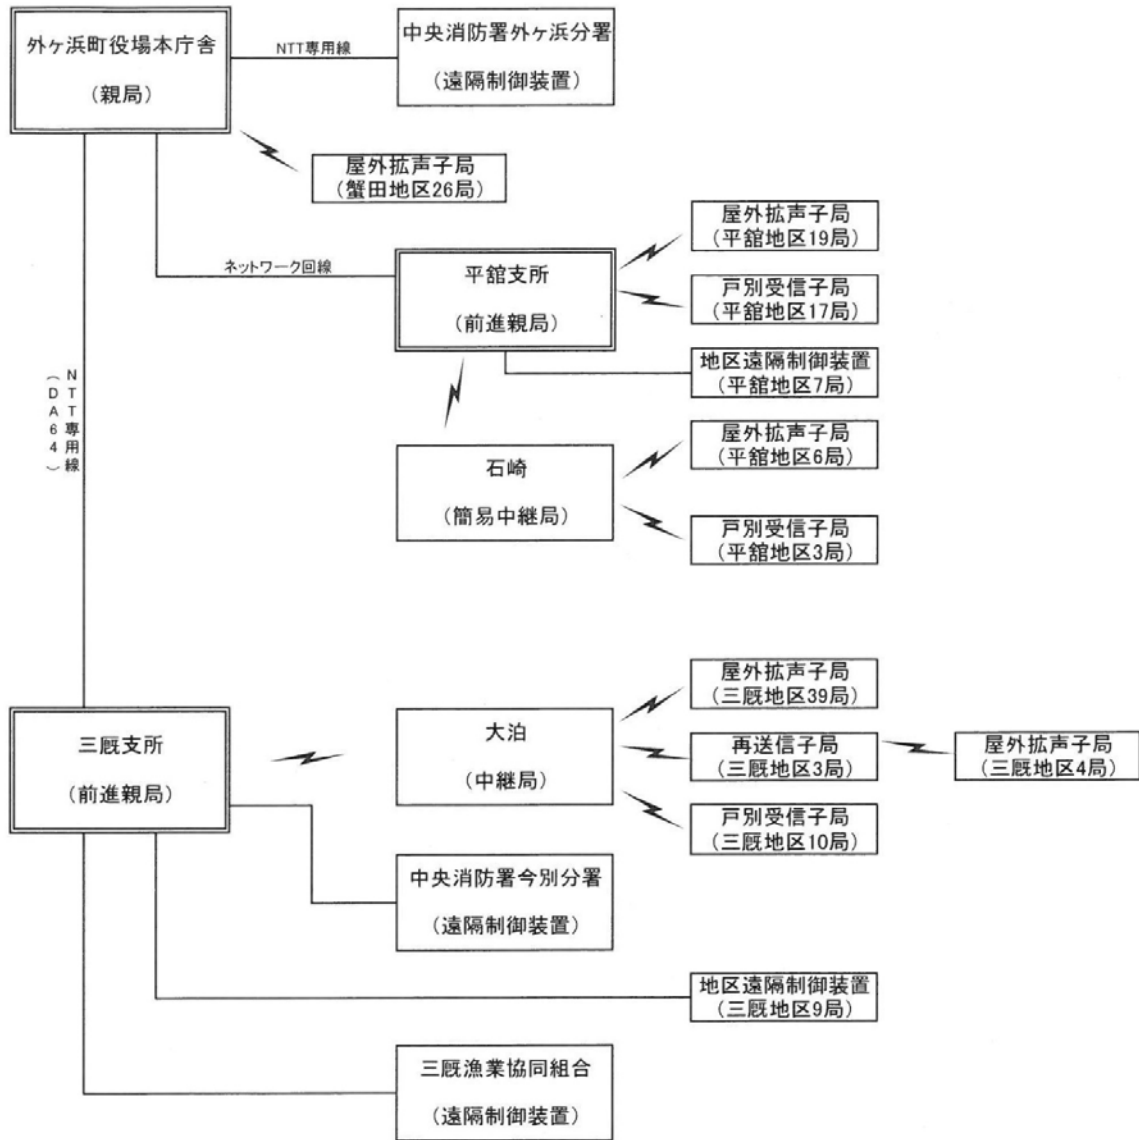 外ヶ浜町役場本庁舎
(親局)
NTT専用線
中央消防署外ヶ浜分署
(遠隔制御装置)
屋外拡声子局
(蟹田地区26局)
ネットワーク回線
平舘支所
(前進親局)
屋外拡声子局
(平舘地区19局)
戸別受信子局
(平舘地区17局)
地区遠隔制御装置
(平舘地区7局)
NTT専用線
(DA64)
石崎
(簡易中継局)
屋外拡声子局
(平舘地区6局)
戸別受信子局
(平舘地区3局)
三厩支所
(前進親局)
大泊
(中継局)
屋外拡声子局
(三厩地区39局)
再送信子局
(三厩地区3局)
屋外拡声子局
(三厩地区4局)
戸別受信子局
(三厩地区10局)
中央消防署今別分署
(遠隔制御装置)
地区遠隔制御装置
(三厩地区9局)
三厩漁業協同組合
(遠隔制御装置)